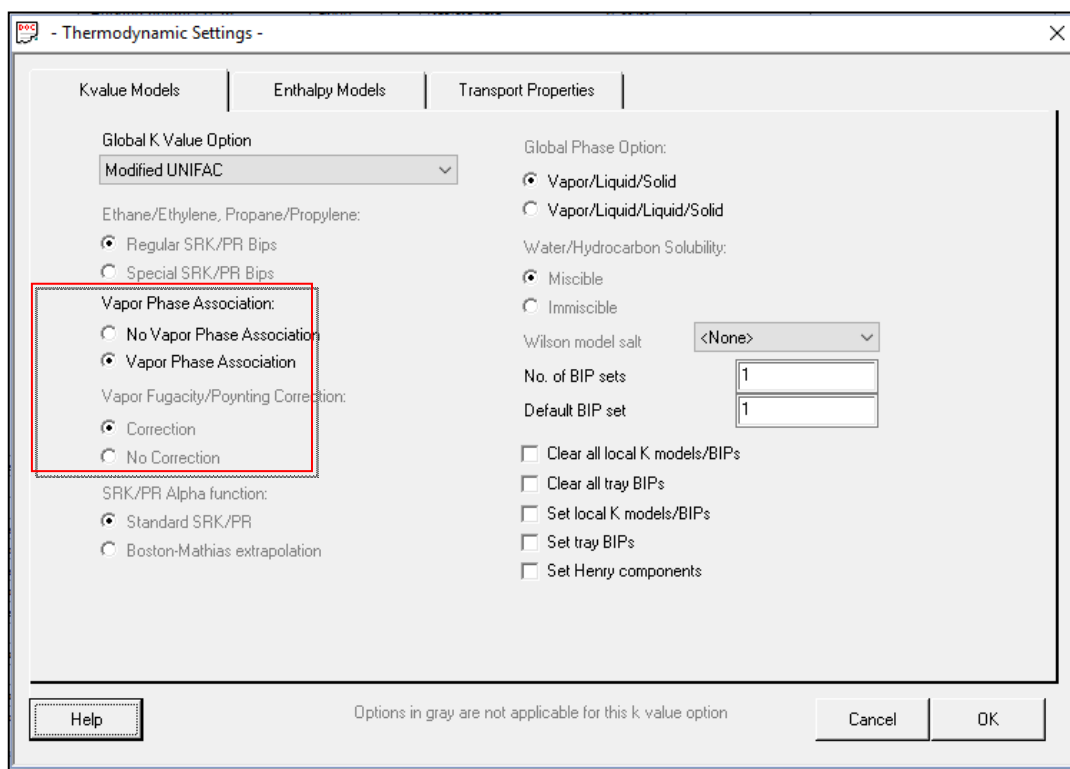 - Thermodynamic Settings -
Kvalue Models
Enthalpy Models
Transport Properties
Global K Value Option
Modified UNIFAC
Ethane/Ethylene, Propane/Propylene:
Regular SRK/PR Bips
Special SRK/PR Bips
Vapor Phase Association:
No Vapor Phase Association
Vapor Phase Association
Vapor Fugacity/Poynting Correction:
Correction
No Correction
SRK/PR Alpha function:
Standard SRK/PR
Boston-Mathias extrapolation
Global Phase Option:
Vapor/Liquid/Solid
Vapor/Liquid/Liquid/Solid
Water/Hydrocarbon Solubility:
Miscible
Immiscible
Wilson model salt
<None>
No. of BIP sets
1
Default BIP set
1
Clear all local K models/BIPs
Clear all tray BIPs
Set local K models/BIPs
Set tray BIPs
Set Henry components
Help
Options in gray are not applicable for this k value option
Cancel
OK